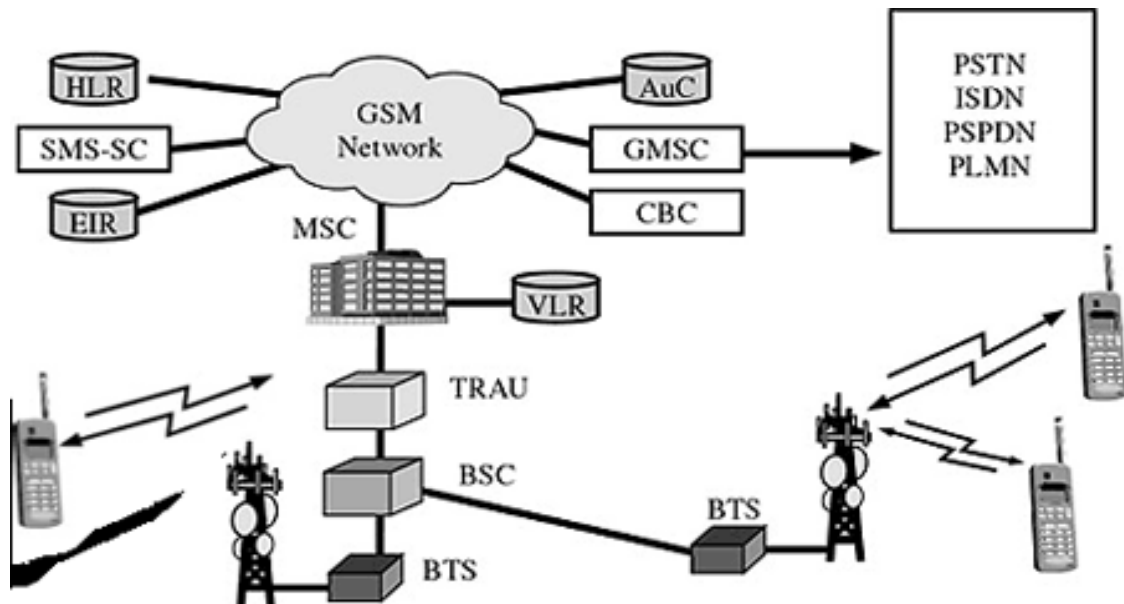 HLR
SMS-SC
EIR
GSM
Network
AuC
GMSC
CBC
PSTN
ISDN
PSPDN
PLMN
MSC
VLR
TRAU
BSC
BTS
BTS